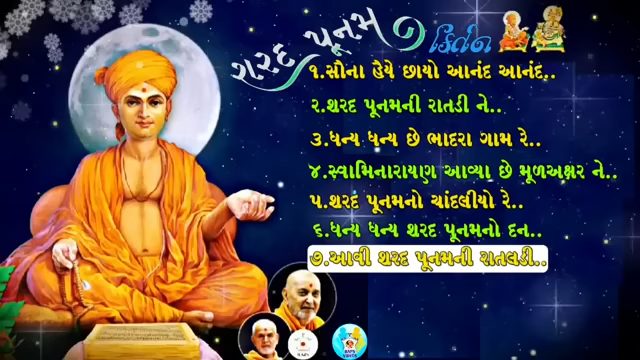 શરદ પૂનમ ૭ કિર્તન
૧.સૌના હૈયે છાયો આનંદ આનંદ..
૨.શરદ પૂનમની રાતડી ને..
૩.ધન્ય ધન્ય છે ભાદરા ગામ રે..
૪.સ્વામિનારાયણ આવ્યા છે મૂળઅક્ષર ને..
૫.શરદ પૂનમનો ચાંદલીયો રે..
૬.ધન્ય ધન્ય શરદ પૂનમનો દન..
૭.આવી શરદ પૂનમની રાતલડી..
BAPS